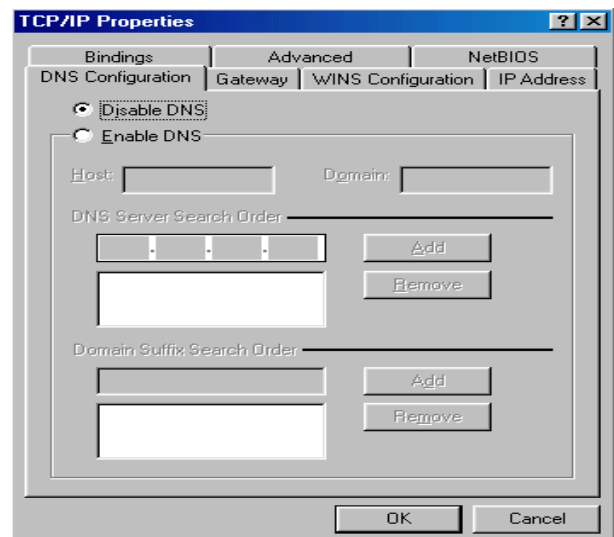 TCP/IP Properties ? ×
Bindings Advanced NetBIOS
DNS Configuration Gateway WINS Configuration IP Address
Disable DNS
Enable DNS
Host: Domain:
DNS Server Search Order
. . . Add
Remove
Domain Suffix Search Order
Add
Remove
OK Cancel